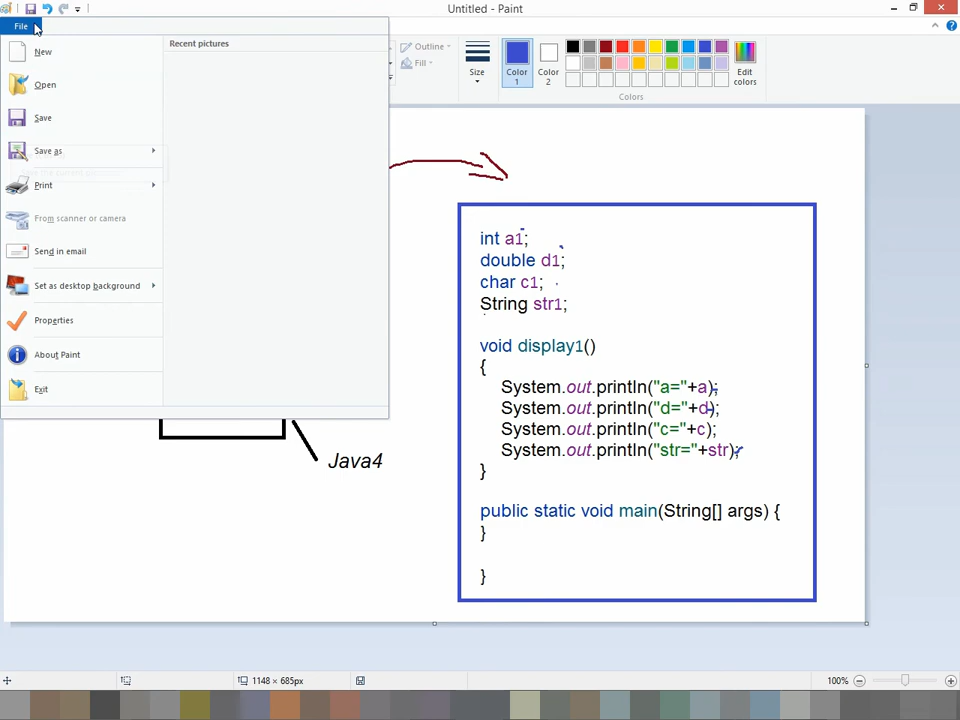 Untitled - Paint
File
Recent pictures
New
Open
Save
Save as
Print
From scanner or camera
Send in email
Set as desktop background
Properties
About Paint
Exit
Outline
Fill
Size
Color 1
Color 2
Edit colors
Colors
int a1;
double d1;
char c1;
String str1;
void display1()
{
System.out.println("a="+a);
System.out.println("d="+d);
System.out.println("c="+c);
System.out.println("str="+str);
}
public static void main(String[] args) {
}
}
Java4
1148 × 685px
100%